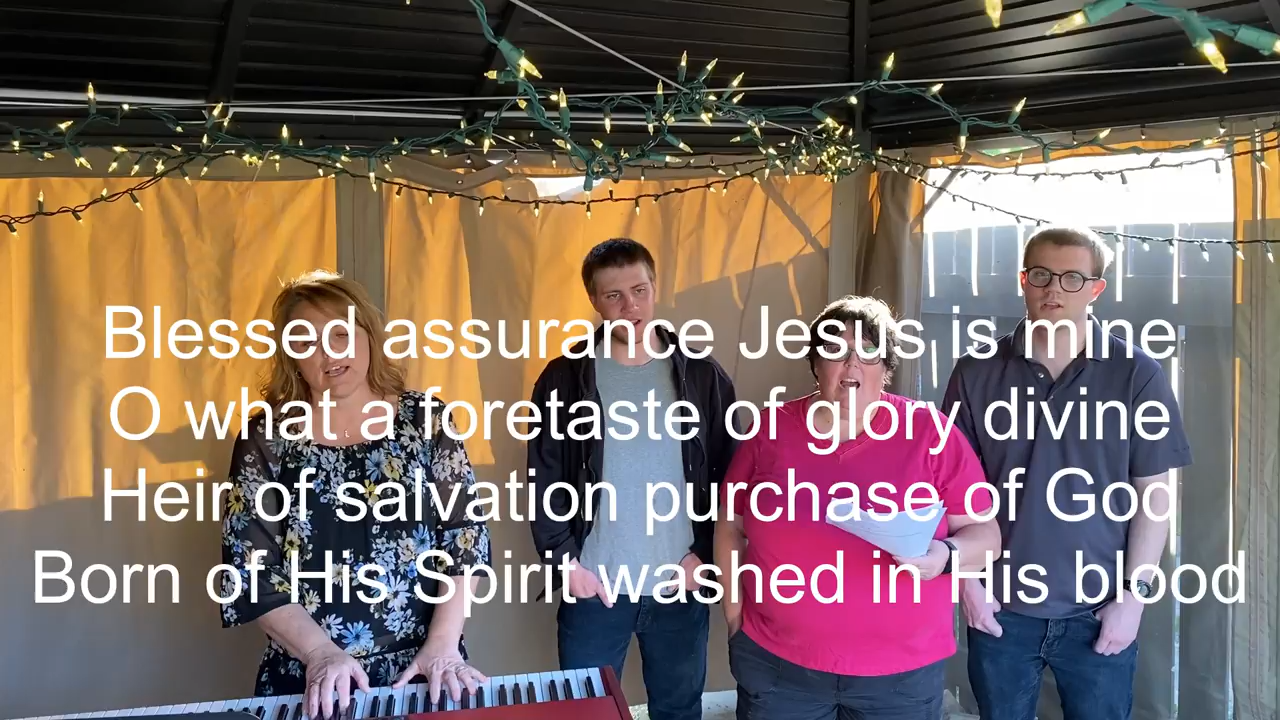 Blessed assurance Jesus is mine
O what a foretaste of glory divine
Heir of salvation purchase of God
Born of His Spirit washed in His blood